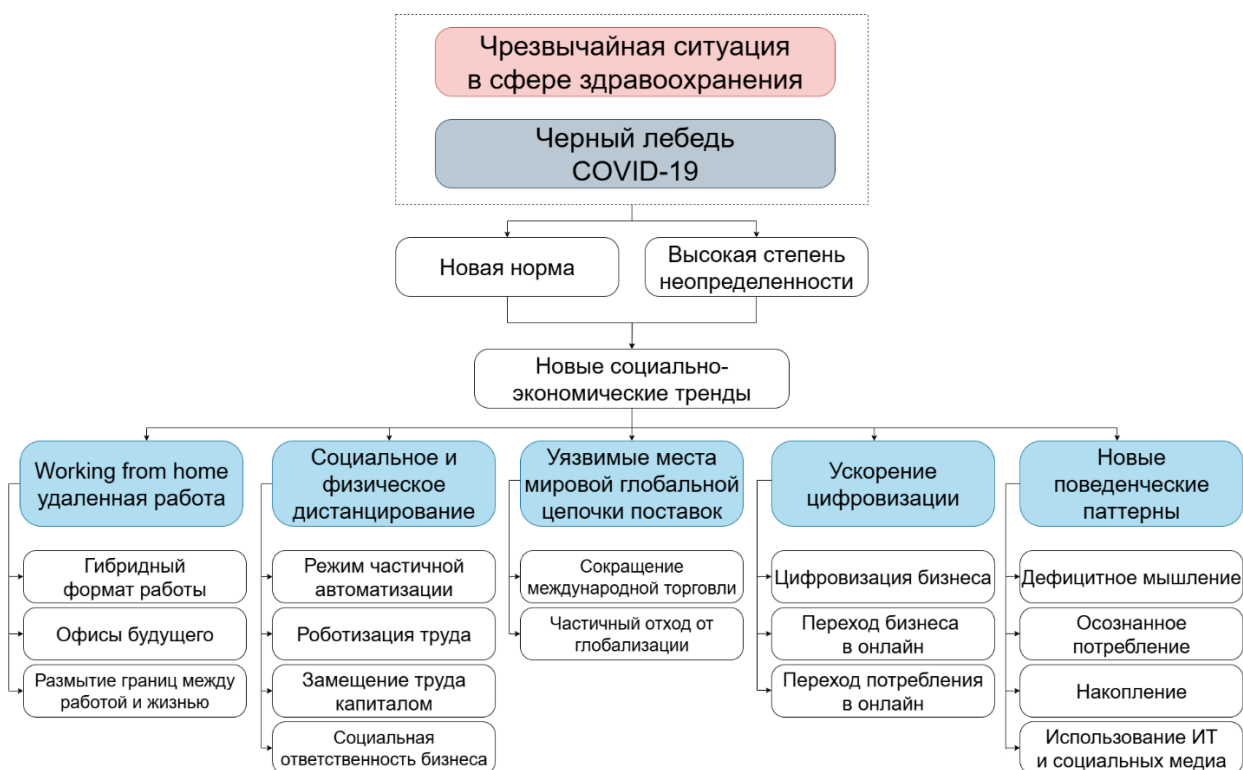 Чрезвычайная ситуация
в сфере здравоохранения
Черный лебедь
COVID-19
Новая норма
Высокая степень
неопределенности
Новые социально-
экономические тренды
Working from home
удаленная работа
Гибридный
формат работы
Офисы будущего
Размытие границ между
работой и жизнью
Социальное и
физическое
дистанцирование
Режим частичной
автоматизации
Роботизация труда
Замещение труда
капиталом
Социальная
ответственность бизнеса
Уязвимые места
мировой глобальной
цепочки поставок
Сокращение
международной торговли
Частичный отход от
глобализации
Ускорение
цифровизации
Цифровизация бизнеса
Переход бизнеса
в онлайн
Переход потребления
в онлайн
Новые
поведенческие
паттерны
Дефицитное мышление
Осознанное
потребление
Накопление
Использование ИТ
и социальных медиа